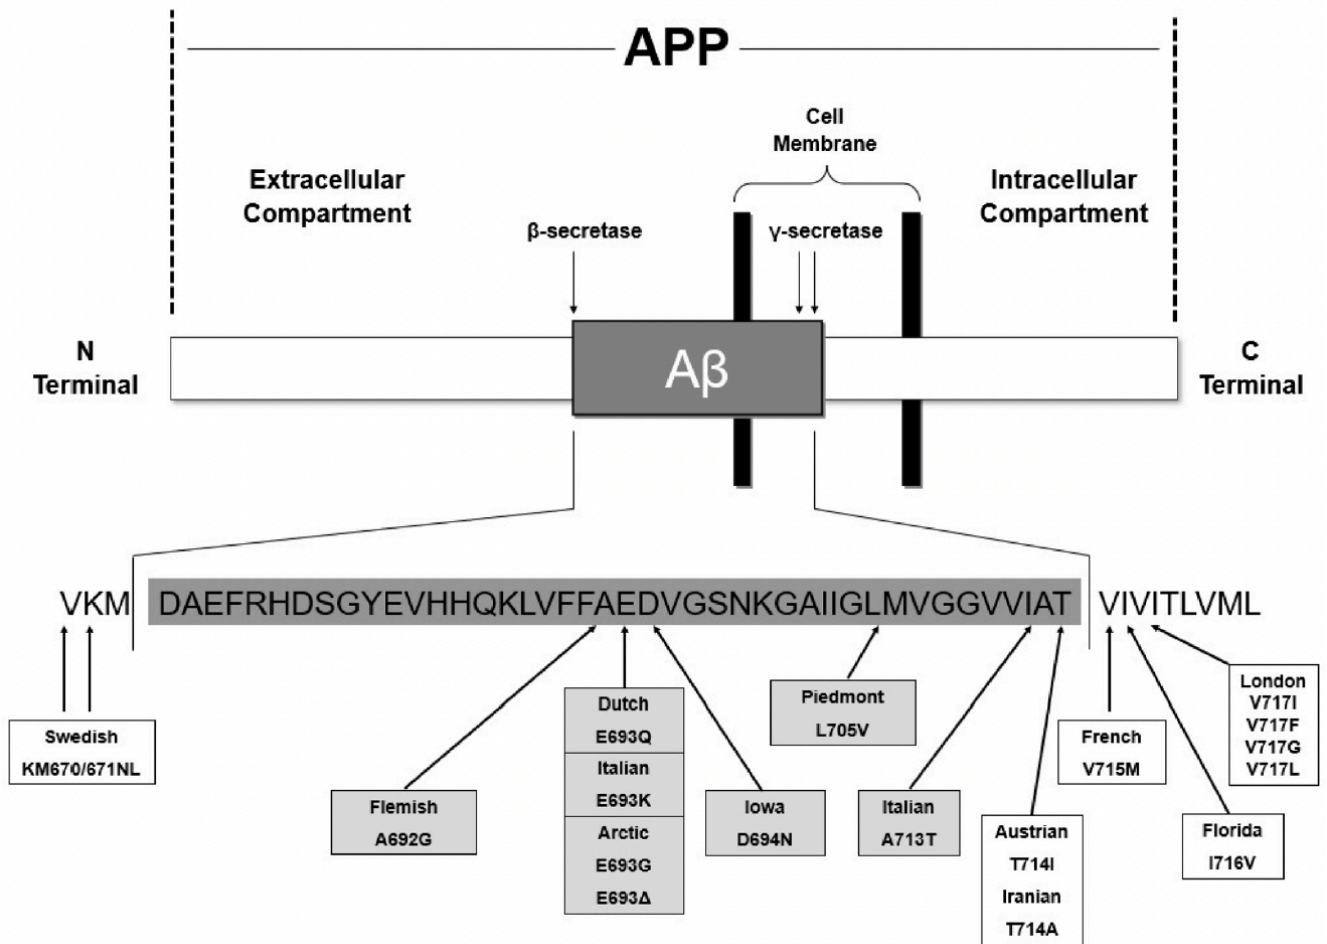 APP
Cell
Membrane
Extracellular
Compartment
Intracellular
Compartment
β-secretase
γ-secretase
N
Terminal
Aβ
C
Terminal
VKM DAEFRHDSGYEVHHQKLVFFAEDVGSNKGAIIGLMVGGVVIAT VIVITLVML
Swedish
KM670/671NL
Flemish
A692G
Dutch
E693Q
Italian
E693K
Arctic
E693G
E693Δ
Iowa
D694N
Piedmont
L705V
Italian
A713T
Austrian
T714I
Iranian
T714A
French
V715M
Florida
I716V
London
V717I
V717F
V717G
V717L